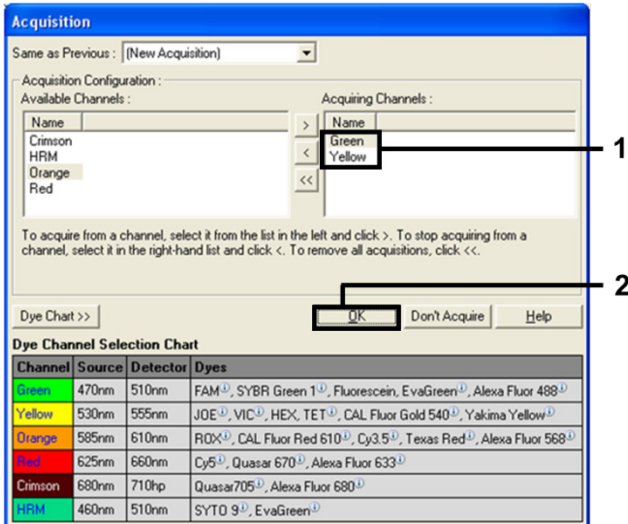 Acquisition
Same as Previous : (New Acquisition)
Acquisition Configuration :
Available Channels :
Acquiring Channels :
Name
Crimson
HRM
Orange
Red
>
<
<<
Name
Green
Yellow
1
To acquire from a channel, select it from the list in the left and click >. To stop acquiring from a
channel, select it in the right-hand list and click <. To remove all acquisitions, click <<.
2
Dye Chart >> OK Don't Acquire Help
Dye Channel Selection Chart
Channel Source Detector Dyes
Green 470nm 510nm FAM, SYBR Green 1, Fluorescein, EvaGreen, Alexa Fluor 488
Yellow 530nm 555nm JOE, VIC, HEX, TET, CAL Fluor Gold 540, Yakima Yellow
Orange 585nm 610nm ROX, CAL Fluor Red 610, Cy3.5, Texas Red, Alexa Fluor 568
Red 625nm 660nm Cy5, Quasar 670, Alexa Fluor 633
Crimson 680nm 710hp Quasar705, Alexa Fluor 680
HRM 460nm 510nm SYTO 9, EvaGreen